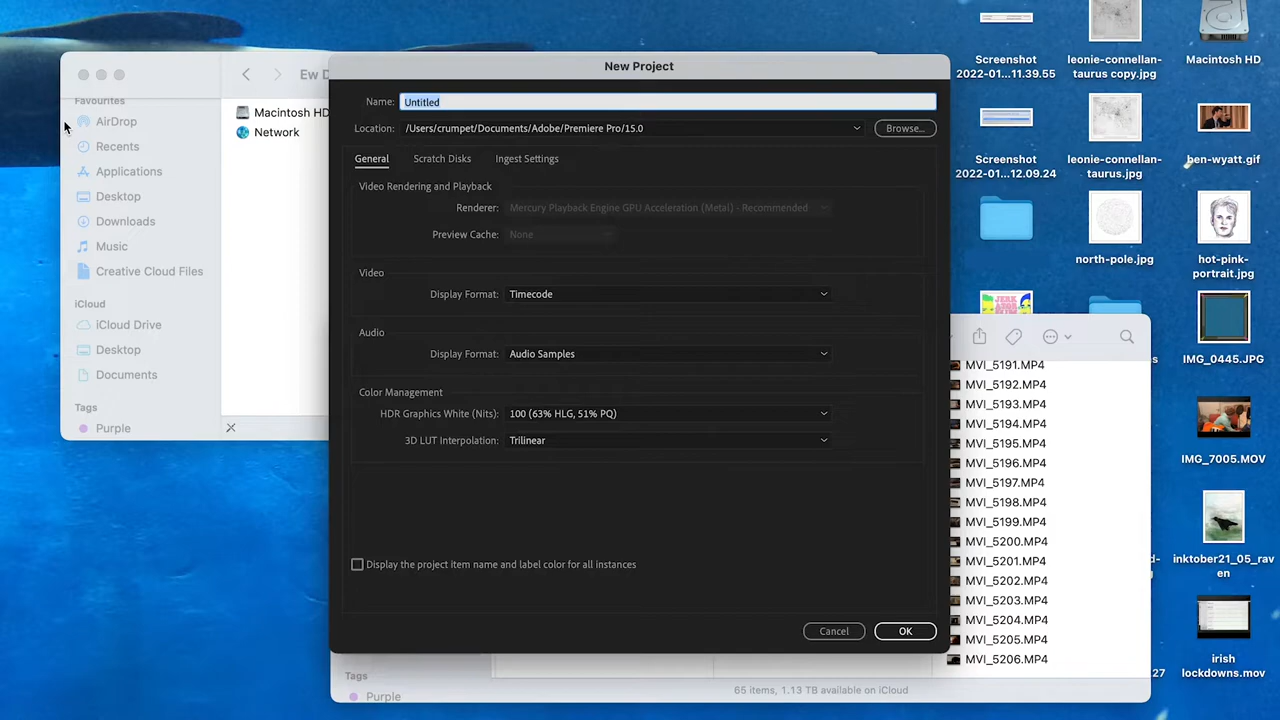 New Project
Name: Untitled
Location: /Users/crumpet/Documents/Adobe/Premiere Pro/15.0
Browse...
General Scratch Disks Ingest Settings
Video Rendering and Playback
Renderer: Mercury Playback Engine GPU Acceleration (Metal) - Recommended
Preview Cache: None
Video
Display Format: Timecode
Audio
Display Format: Audio Samples
Color Management
HDR Graphics White (Nits): 100 (63% HLG, 51% PQ)
3D LUT Interpolation: Trilinear
Display the project item name and label color for all instances
Cancel OK
Ew D
Favourites
AirDrop
Recents
Applications
Desktop
Downloads
Music
Creative Cloud Files
iCloud
iCloud Drive
Desktop
Documents
Tags
Purple
Macintosh HD
Network
Tags
Purple
MVI_5191.MP4
MVI_5192.MP4
MVI_5193.MP4
MVI_5194.MP4
MVI_5195.MP4
MVI_5196.MP4
MVI_5197.MP4
MVI_5198.MP4
MVI_5199.MP4
MVI_5200.MP4
MVI_5201.MP4
MVI_5202.MP4
MVI_5203.MP4
MVI_5204.MP4
MVI_5205.MP4
MVI_5206.MP4
65 items, 1.13 TB available on iCloud
Screenshot
2022-01...11.39.55
leonie-connellan-
taurus copy.jpg
Macintosh HD
Screenshot
2022-01...12.09.24
leonie-connellan-
taurus.jpg
ben-wyatt.gif
north-pole.jpg
hot-pink-
portrait.jpg
IMG_0445.JPG
IMG_7005.MOV
inktober21_05_rav
en
irish
lockdowns.mov
27